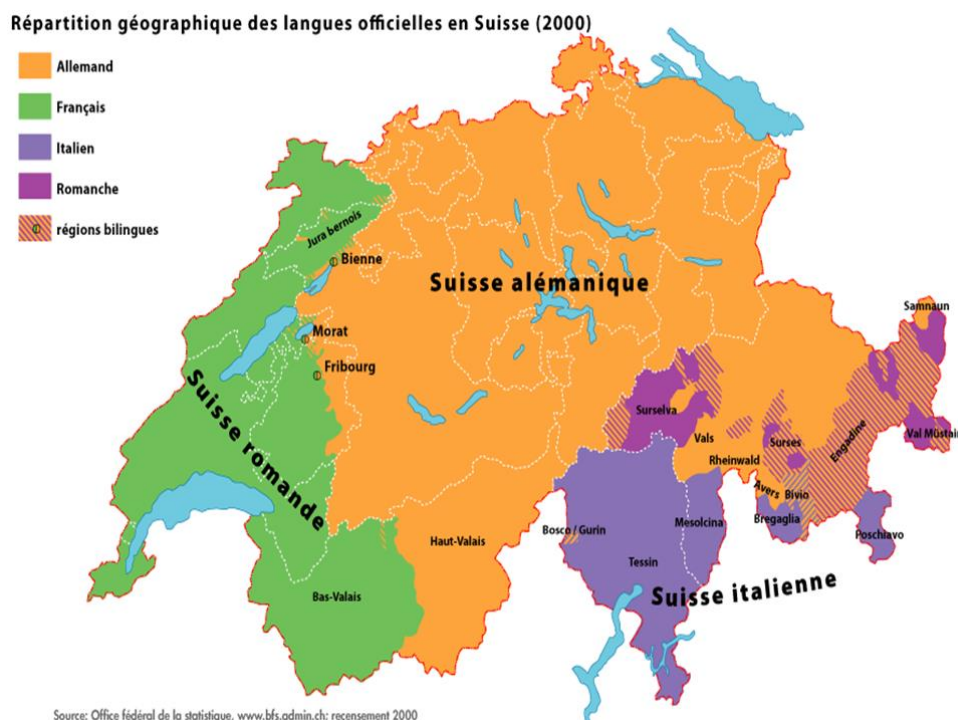 Répartition géographique des langues officielles en Suisse (2000)
Allemand
Français
Italien
Romanche
régions bilingues
Jura bernois
Bienne
Suisse alémanique
Morat
Fribourg
Suisse romande
Samnaun
Surselva
Vals
Rheinwald
Surses
Engadine
Val Müstair
Avers
Bivio
Bregaglia
Poschiavo
Haut-Valais
Bosco / Gurin
Mesolcina
Tessin
Bas-Valais
Suisse italienne
Source: Office fédéral de la statistique, www.bfs.admin.ch; recensement 2000